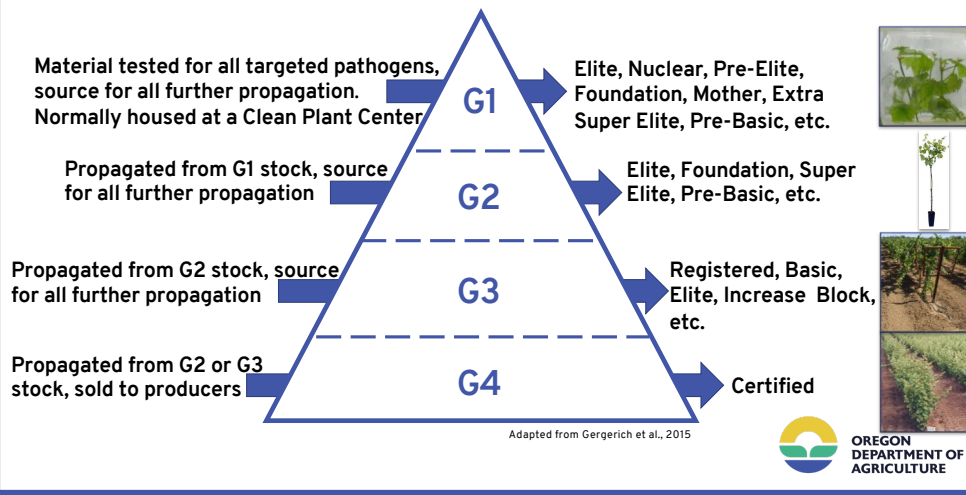 Material tested for all targeted pathogens,
source for all further propagation.
Normally housed at a Clean Plant Center
G1
Elite, Nuclear, Pre-Elite,
Foundation, Mother, Extra
Super Elite, Pre-Basic, etc.
Propagated from G1 stock, source
for all further propagation
G2
Elite, Foundation, Super
Elite, Pre-Basic, etc.
Propagated from G2 stock, source
for all further propagation
G3
Registered, Basic,
Elite, Increase Block,
etc.
Propagated from G2 or G3
stock, sold to producers
G4
Certified
Adapted from Gergerich et al., 2015
OREGON
DEPARTMENT OF
AGRICULTURE